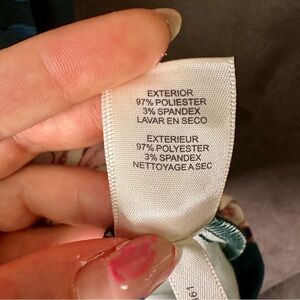 EXTERIOR
97% POLIESTER
3% SPANDEX
LAVAR EN SECO
EXTERIEUR
97% POLYESTER
3% SPANDEX
NETTOYAGE A SEC